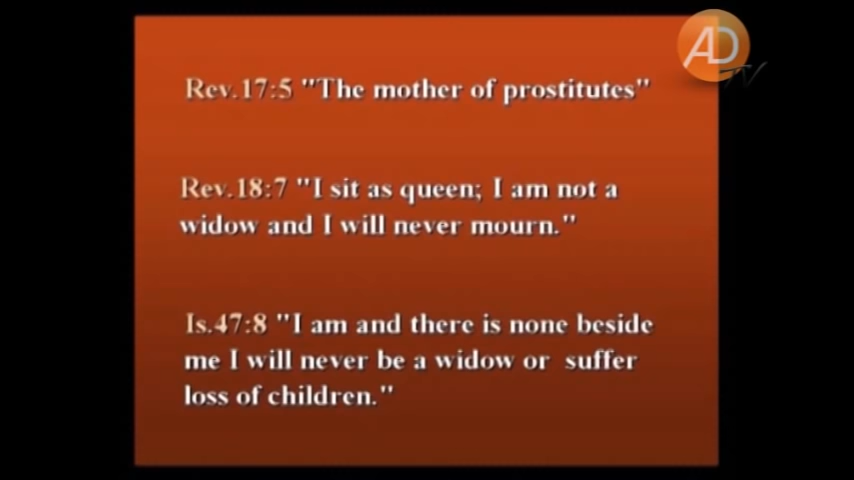 AD
TV
Rev.17:5 "The mother of prostitutes"
Rev.18:7 "I sit as queen; I am not a
widow and I will never mourn."
Is.47:8 "I am and there is none beside
me I will never be a widow or suffer
loss of children."